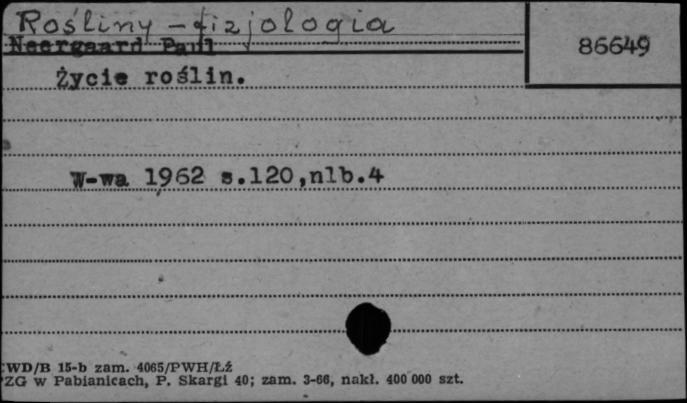 Rośliny - fizjologia
Neergaard Paul
86649
Życie roślin.
W-wa 1962 s.120,nlb.4
WD/B 15-b zam. 4065/PWH/Łź
ZG w Pabianicach, P. Skargi 40; zam. 3-66, nakł. 400 000 szt.